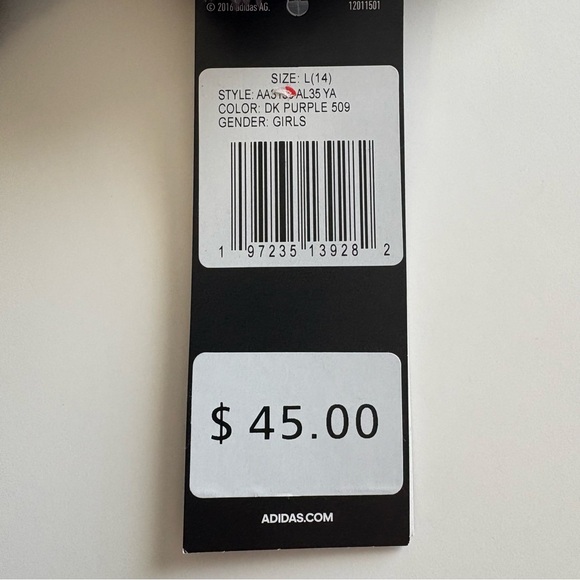 © 2016 adidas AG.
12011501
SIZE: L(14)
STYLE: AL35 YA
COLOR: DK PURPLE 509
GENDER: GIRLS
1 97235 13928 2
$ 45.00
ADIDAS.COM